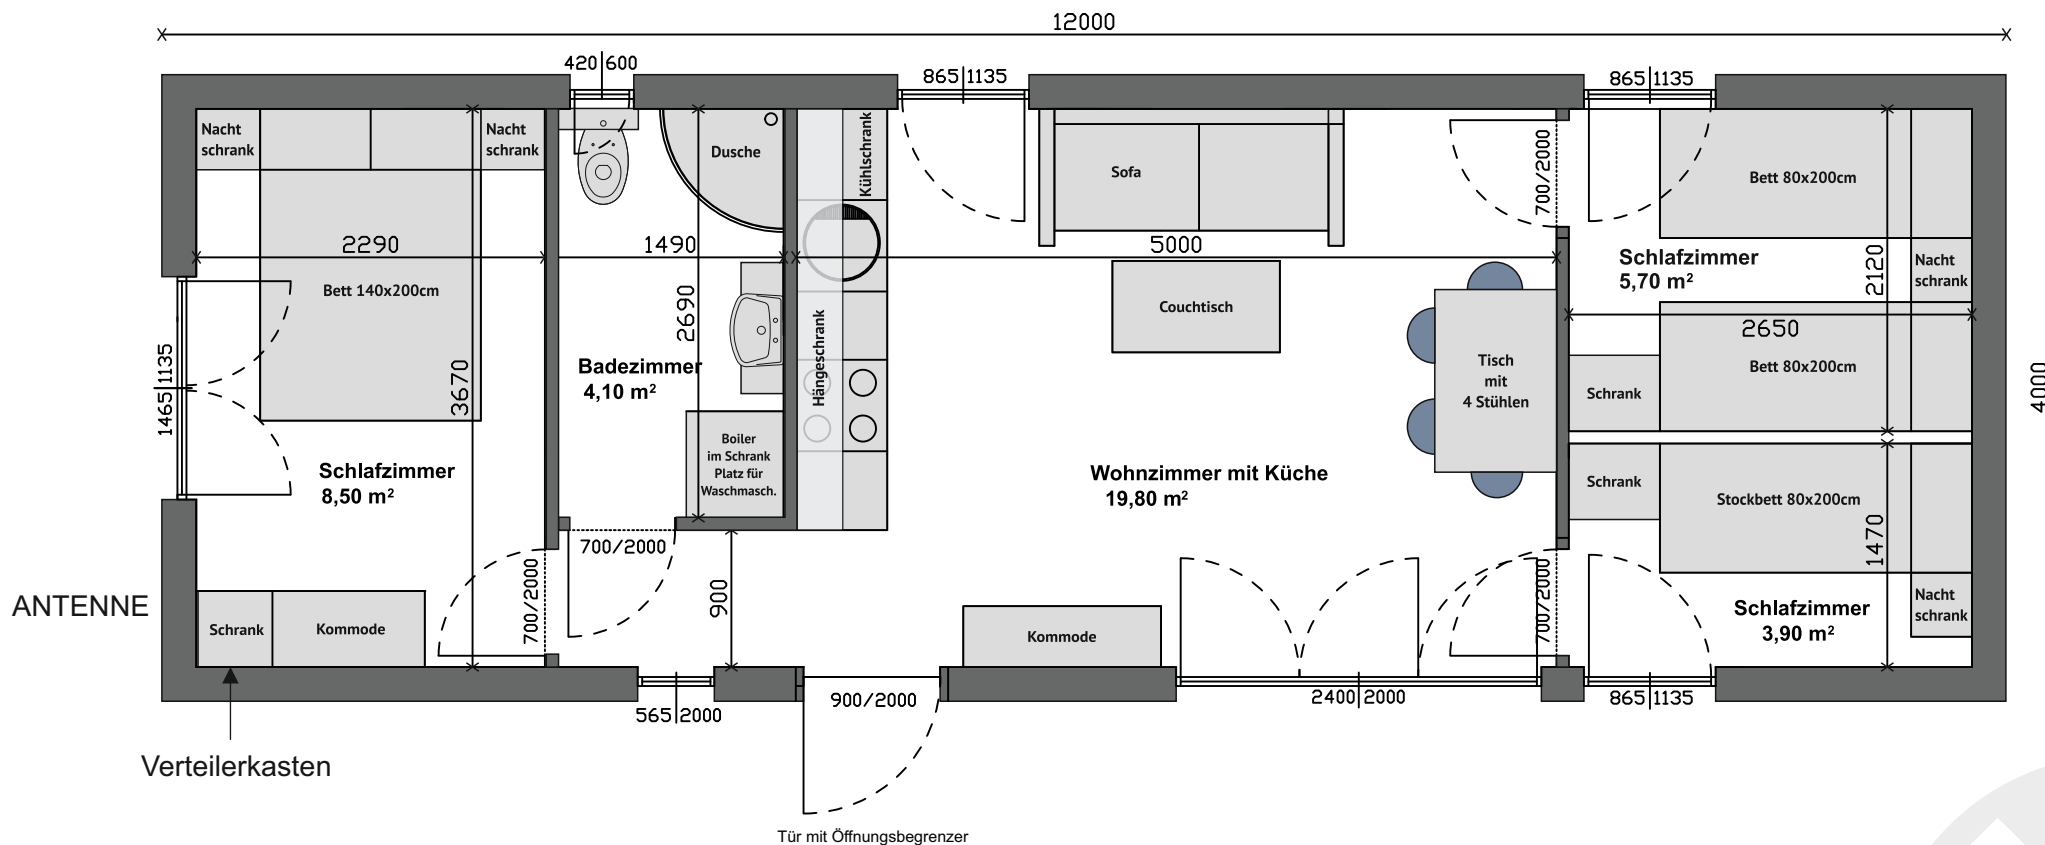 12000
420|600
865|1135
865|1135
Nacht
schrank
Nacht
schrank
Dusche
Kühlschrank
Sofa
700/2000
Bett 80x200cm
2290
1490
5000
Schlafzimmer
5,70 m²
2120
Nacht
schrank
Bett 140x200cm
2690
Couchtisch
2650
1465|1135
3670
Badezimmer
4,10 m²
Hängeschrank
Tisch
mit
4 Stühlen
Schrank
Bett 80x200cm
4000
Boiler
im Schrank
Platz für
Waschmasch.
Schlafzimmer
8,50 m²
Wohnzimmer mit Küche
19,80 m²
Schrank
Stockbett 80x200cm
1470
700/2000
700/2000
900
700/2000
ANTENNE
Schrank
Kommode
Kommode
Schlafzimmer
3,90 m²
Nacht
schrank
565|2000
900/2000
2400|2000
865|1135
Verteilerkasten
Tür mit Öffnungsbegrenzer